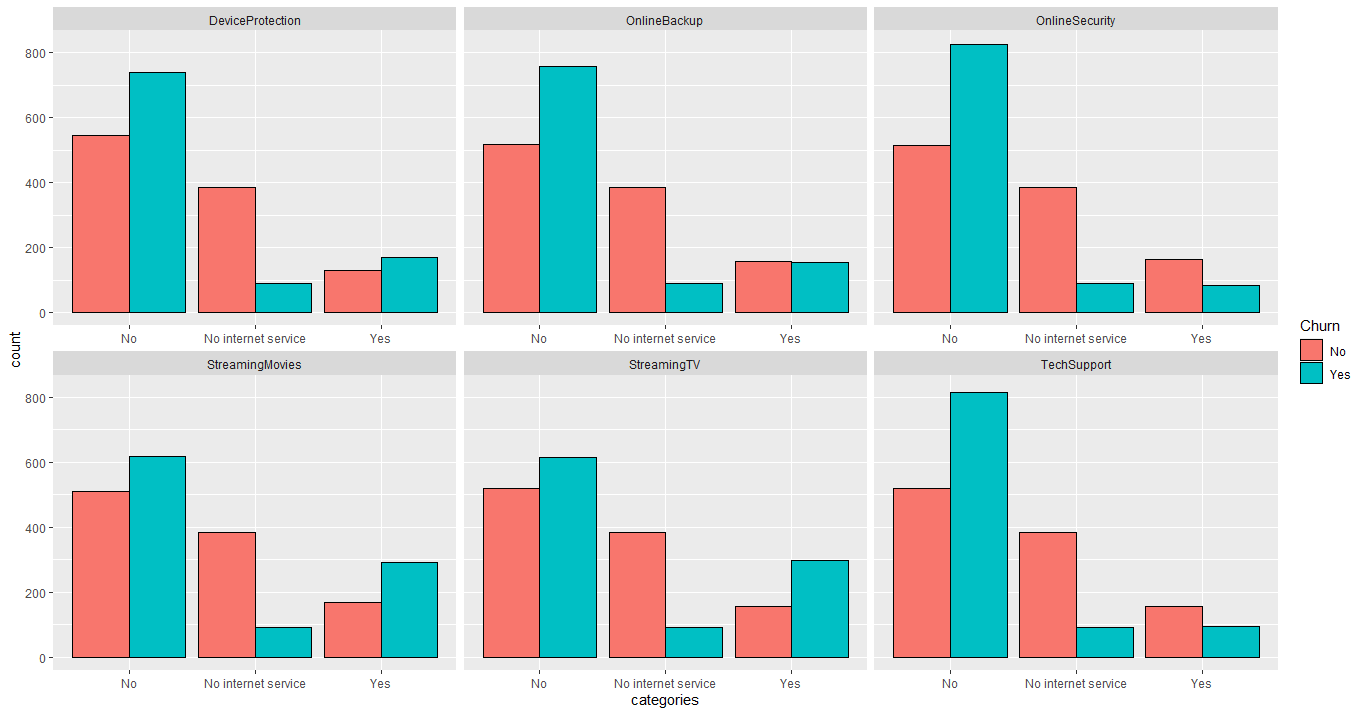 DeviceProtection
OnlineBackup
OnlineSecurity
800
600
400
200
0
No No internet service Yes
No No internet service Yes
No No internet service Yes
count
StreamingMovies
StreamingTV
TechSupport
800
600
400
200
0
No No internet service Yes
No No internet service Yes
No No internet service Yes
categories
Churn
No
Yes